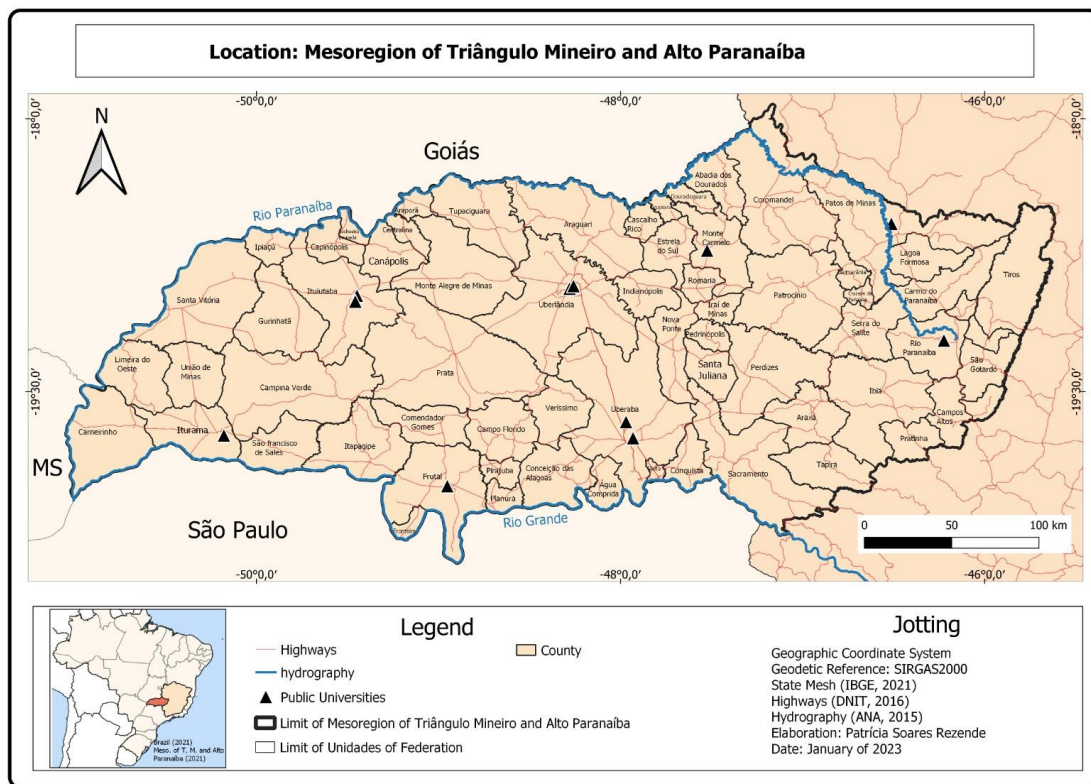 Location: Mesoregion of Triângulo Mineiro and Alto Paranaíba
-50°0,0′
-48°0,0′
-46°0,0′
-18°0,0′
-18°0,0′
N
Goiás
Rio Paranaíba
Abadia dos
Dourados
Douradoquara
Coromandel
Patos de Minas
Araporã
Tupaciguara
Araguari
Cascalho
Rico
Estrela
do Sul
Monte
Carmelo
Lagoa
Formosa
Tiros
Ipiaçu
Capinópolis
Centralina
Canápolis
Monte Alegre de Minas
Uberlândia
Indianópolis
Romaria
Iraí de
Minas
Patrocínio
Carmo do
Paranaíba
Santa Vitória
Ituiutaba
Gurinhatã
Nova
Ponte
Pedrinópolis
Serra do
Salitre
Rio
Paranaíba
São
Gotardo
Limeira do
Oeste
União de
Minas
Campina Verde
Prata
Santa
Juliana
Perdizes
Ibiá
-19°30,0′
-19°30,0′
Carneirinho
Iturama
São francisco
de Sales
Itapagipe
Comendador
Gomes
Campo Florido
Veríssimo
Uberaba
Araxá
Campos
Altos
Pratinha
MS
Frutal
Pirajuba
Planura
Conceição das
Alagoas
Água
Comprida
Conquista
Sacramento
Tapira
Fronteira
São Paulo
Rio Grande
0
50
100 km
-50°0,0′
-48°0,0′
-46°0,0′
Legend
Highways
County
hydrography
Public Universities
Limit of Mesoregion of Triângulo Mineiro and Alto Paranaíba
Limit of Unidades of Federation
Brazil (2021)
Meso. of T. M. and Alto
Paranaíba (2021)
Jotting
Geographic Coordinate System
Geodetic Reference: SIRGAS2000
State Mesh (IBGE, 2021)
Highways (DNIT, 2016)
Hydrography (ANA, 2015)
Elaboration: Patrícia Soares Rezende
Date: January of 2023